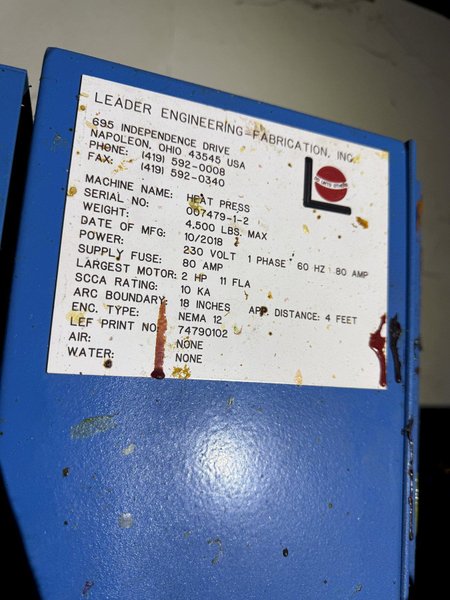 LEADER ENGINEERING-FABRICATION, INC.
695 INDEPENDENCE DRIVE
NAPOLEON, OHIO 43545 USA
PHONE: (419) 592-0008
FAX: (419) 592-0340
MACHINE NAME: HEAT PRESS
SERIAL NO: 007479-1-2
WEIGHT: 4,500 LBS. MAX
DATE OF MFG: 10/2018
POWER: 230 VOLT 1 PHASE 60 HZ 80 AMP
SUPPLY FUSE: 80 AMP
LARGEST MOTOR: 2 HP 11 FLA
SCCA RATING: 10 KA
ARC BOUNDARY: 18 INCHES APP. DISTANCE: 4 FEET
ENC. TYPE: NEMA 12
LEF PRINT NO: 74790102
AIR: NONE
WATER: NONE